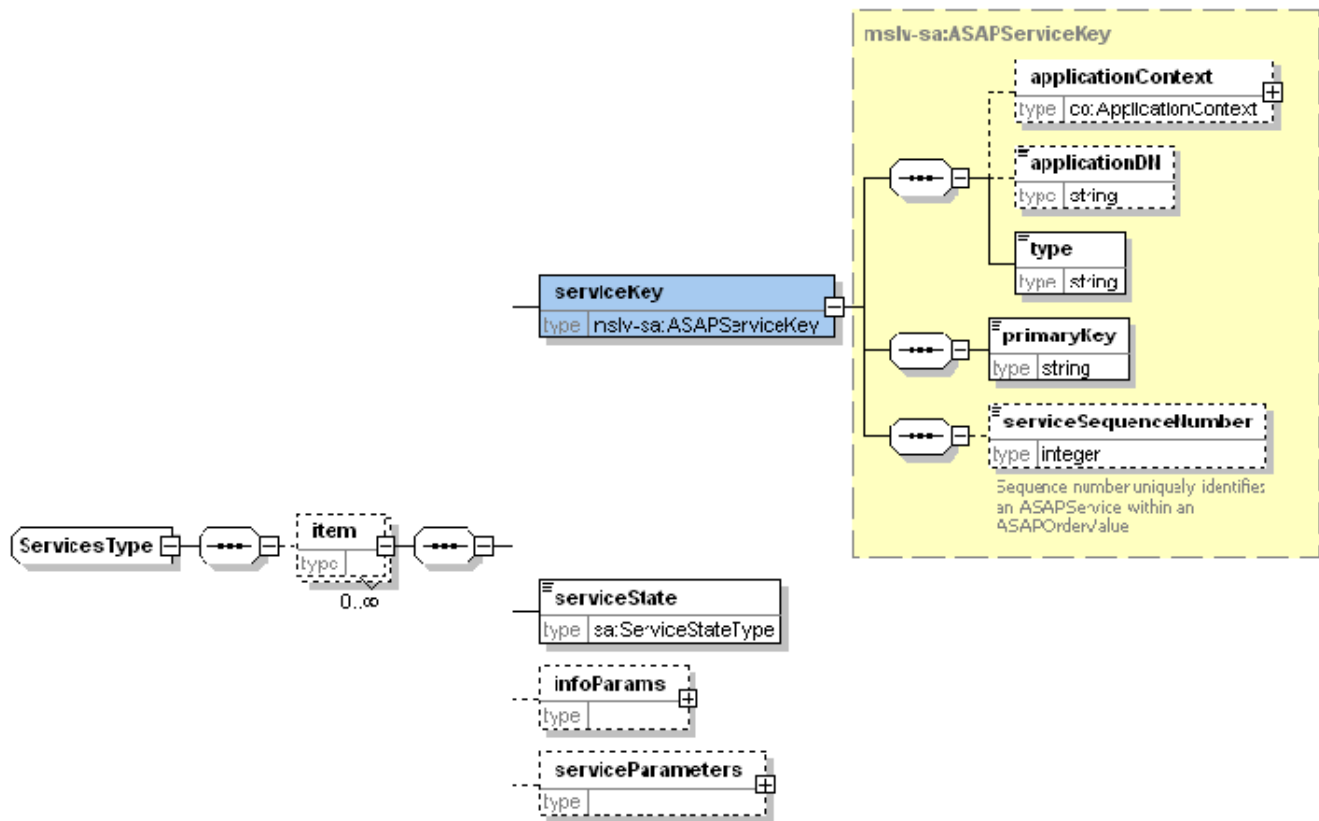 mslv-sa:ASAPServiceKey
applicationContext
type co:ApplicationContext
applicationDN
type string
type
type string
serviceKey
type mslv-sa:ASAPServiceKey
primaryKey
type string
serviceSequenceNumber
type integer
Sequence number uniquely identifies
an ASAPService within an
ASAPOrderValue
ServicesType
item
type
0..∞
serviceState
type sa:ServiceStateType
infoParams
type
serviceParameters
type